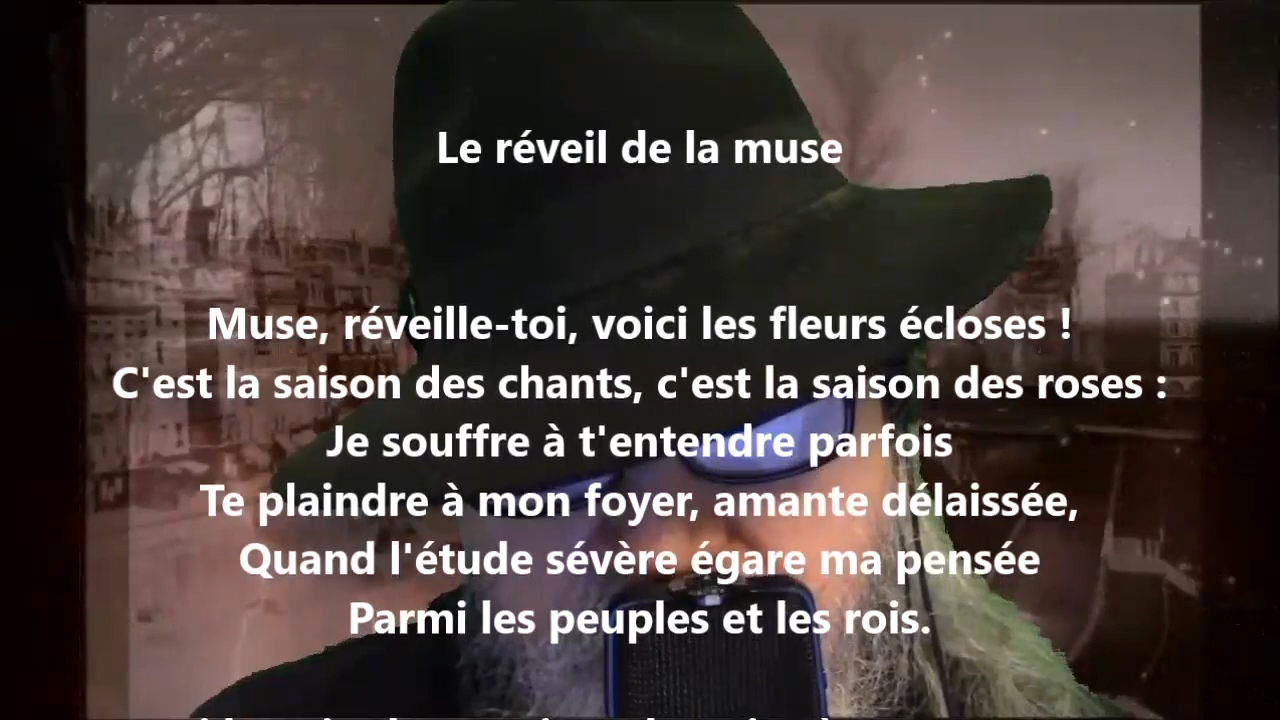 Le réveil de la muse
Muse, réveille-toi, voici les fleurs écloses !
C'est la saison des chants, c'est la saison des roses :
Je souffre à t'entendre parfois
Te plaindre à mon foyer, amante délaissée,
Quand l'étude sévère égare ma pensée
Parmi les peuples et les rois.